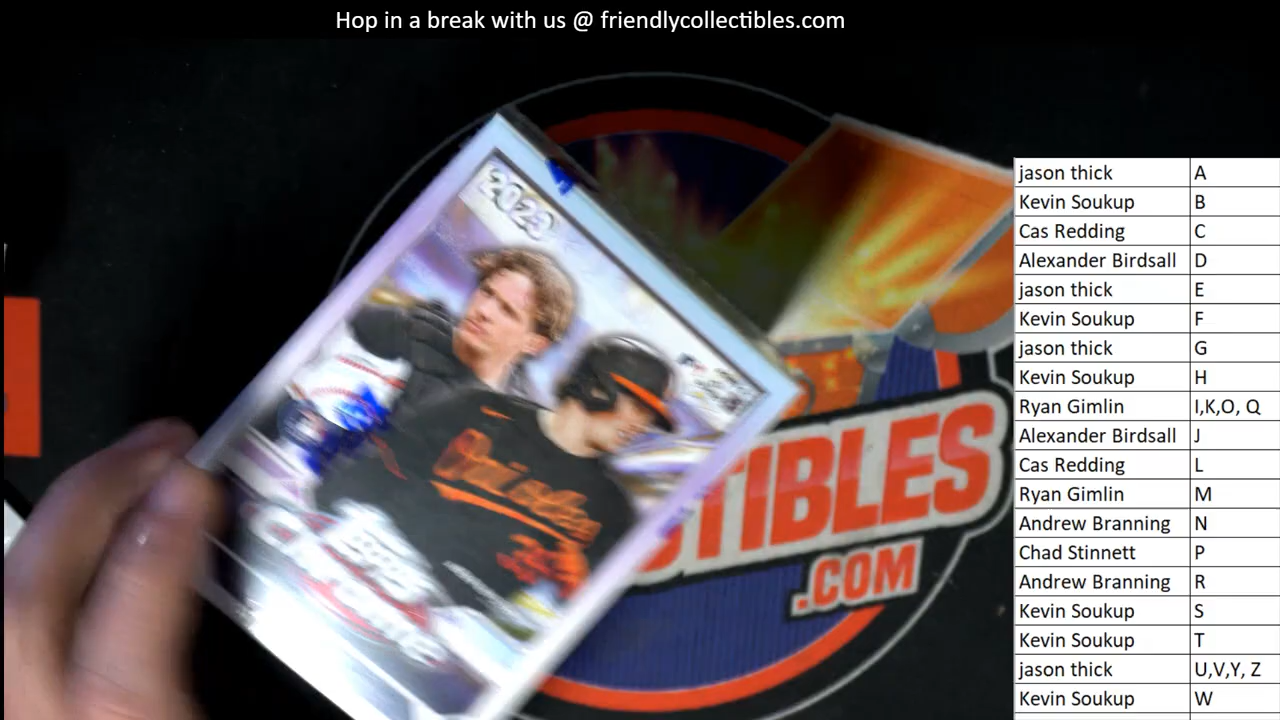 Hop in a break with us @ friendlycollectibles.com
2023
Orioles
TIBLES
.COM
jason thick A
Kevin Soukup B
Cas Redding C
Alexander Birdsall D
jason thick E
Kevin Soukup F
jason thick G
Kevin Soukup H
Ryan Gimlin I,K,O, Q
Alexander Birdsall J
Cas Redding L
Ryan Gimlin M
Andrew Branning N
Chad Stinnett P
Andrew Branning R
Kevin Soukup S
Kevin Soukup T
jason thick U,V,Y, Z
Kevin Soukup W